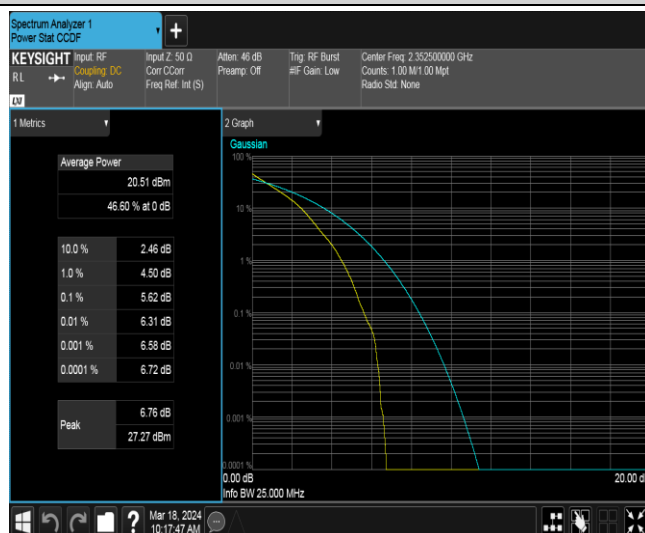 Spectrum Analyzer 1
Power Stat CCDF
+
KEYSIGHT
RL
LXI
Input: RF
Coupling: DC
Align: Auto
Input Z: 50 Ω
Corr CCorr
Freq Ref: Int (S)
Atten: 46 dB
Preamp: Off
Trig: RF Burst
#IF Gain: Low
Center Freq: 2.352500000 GHz
Counts: 1.00 M/1.00 Mpt
Radio Std: None
1 Metrics
Average Power
20.51 dBm
46.60 % at 0 dB
10.0 % 2.46 dB
1.0 % 4.50 dB
0.1 % 5.62 dB
0.01 % 6.31 dB
0.001 % 6.58 dB
0.0001 % 6.72 dB
Peak
6.76 dB
27.27 dBm
2 Graph
Gaussian
100 %
10 %
1 %
0.1 %
0.01 %
0.001 %
0.0001 %
0.00 dB
20.00 d
Info BW 25.000 MHz
?
Mar 18, 2024
10:17:47 AM